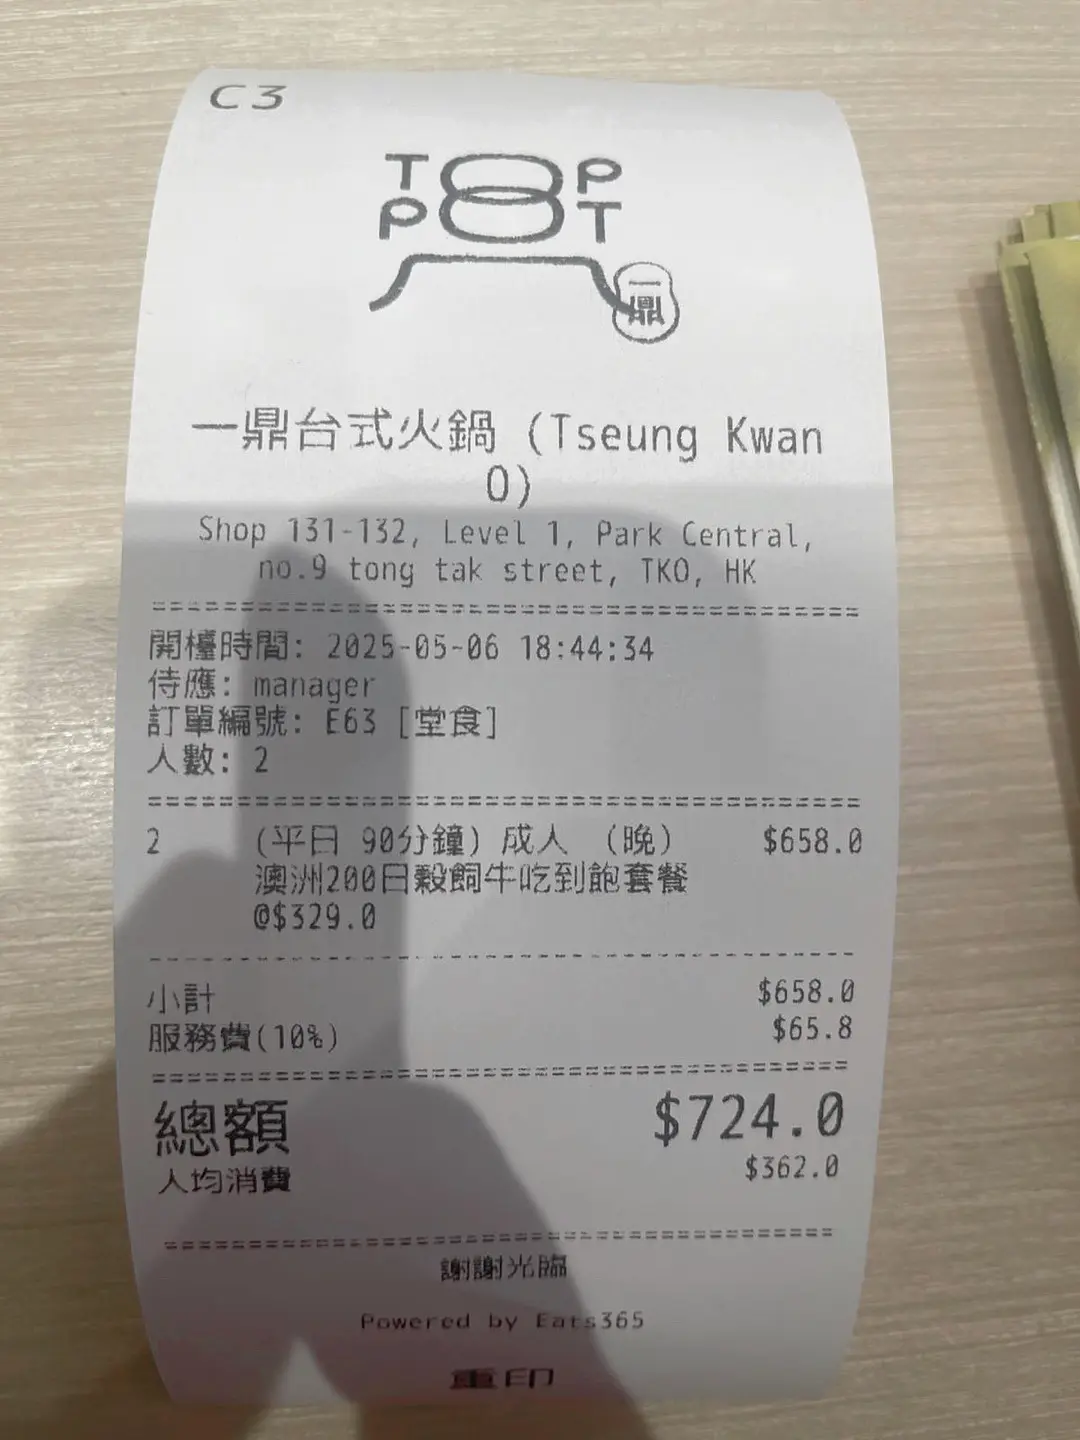 C3
TOP
POT
一鼎
一鼎台式火鍋 (Tseung Kwan
O)
Shop 131-132, Level 1, Park Central,
no.9 tong tak street, TKO, HK
開檯時間: 2025-05-06 18:44:34
侍應: manager
訂單編號: E63 [堂食]
人數: 2
2 (平日 90分鐘) 成人 (晚) $658.0
澳洲200日穀飼牛吃到飽套餐
@$329.0
小計 $658.0
服務費(10%) $65.8
總額 $724.0
人均消費 $362.0
謝謝光臨
Powered by Eats365
重印